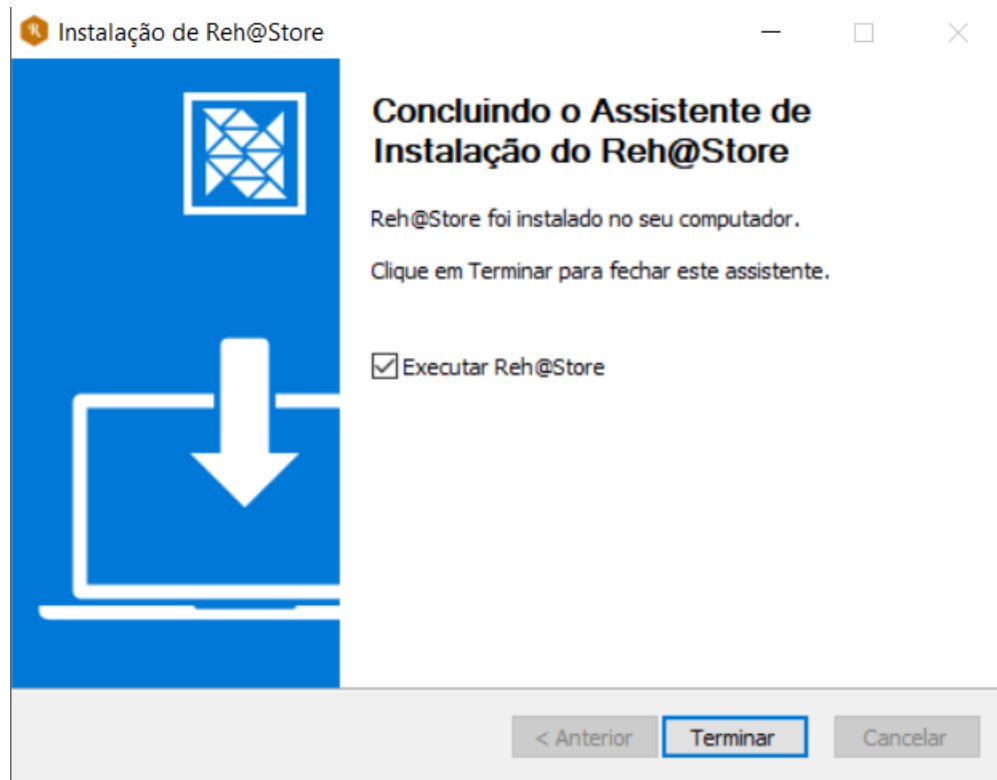 R
Instalação de Reh@Store
Concluindo o Assistente de
Instalação do Reh@Store
Reh@Store foi instalado no seu computador.
Clique em Terminar para fechar este assistente.
Executar Reh@Store
< Anterior
Terminar
Cancelar